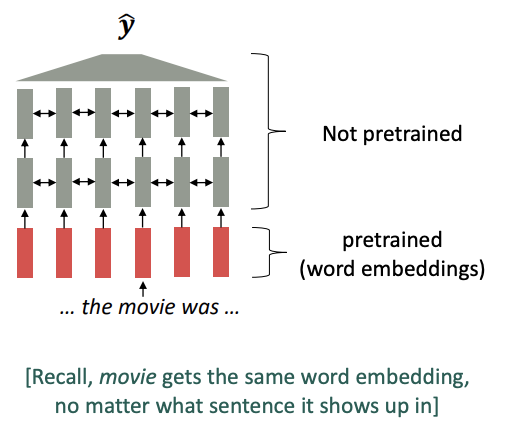 ŷ
Not pretrained
pretrained
(word embeddings)
... the movie was ...
[Recall, movie gets the same word embedding,
no matter what sentence it shows up in]